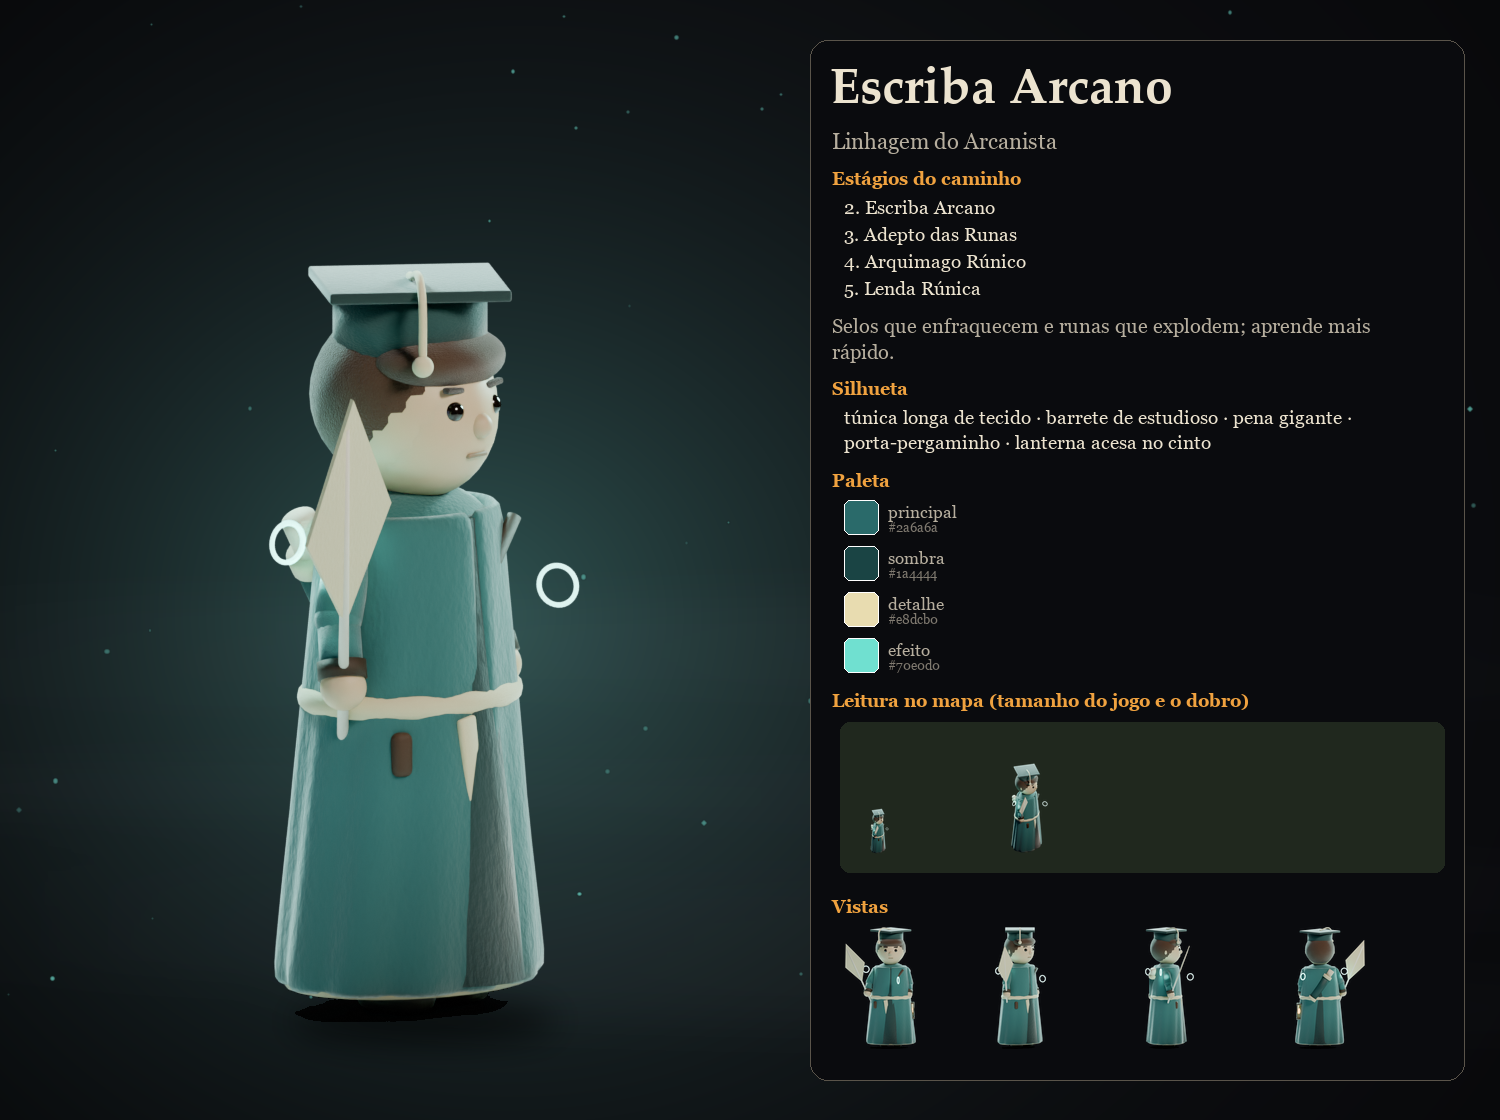 Escriba Arcano
Linhagem do Arcanista
Estágios do caminho
2. Escriba Arcano
3. Adepto das Runas
4. Arquimago Rúnico
5. Lenda Rúnica
Selos que enfraquecem e runas que explodem; aprende mais
rápido.
Silhueta
túnica longa de tecido · barrete de estudioso · pena gigante ·
porta-pergaminho · lanterna acesa no cinto
Paleta
principal
#2a6a6a
sombra
#1a4444
detalhe
#e8dcb0
efeito
#70e0d0
Leitura no mapa (tamanho do jogo e o dobro)
Vistas